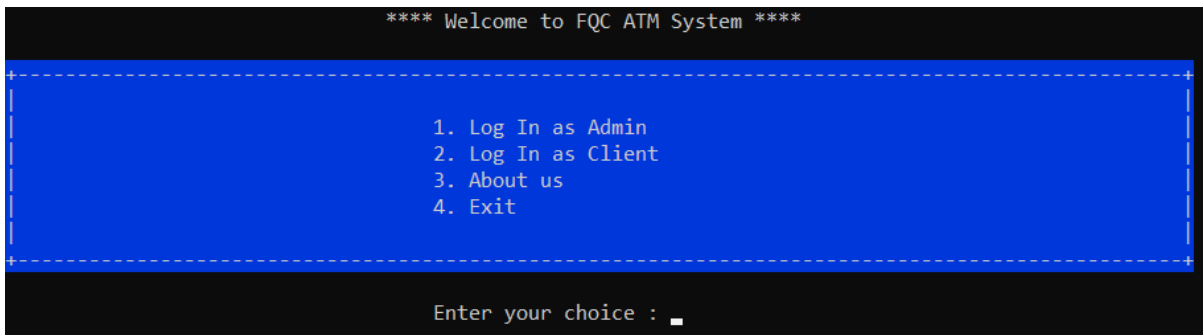 **** Welcome to FQC ATM System ****
1. Log In as Admin
2. Log In as Client
3. About us
4. Exit
Enter your choice :